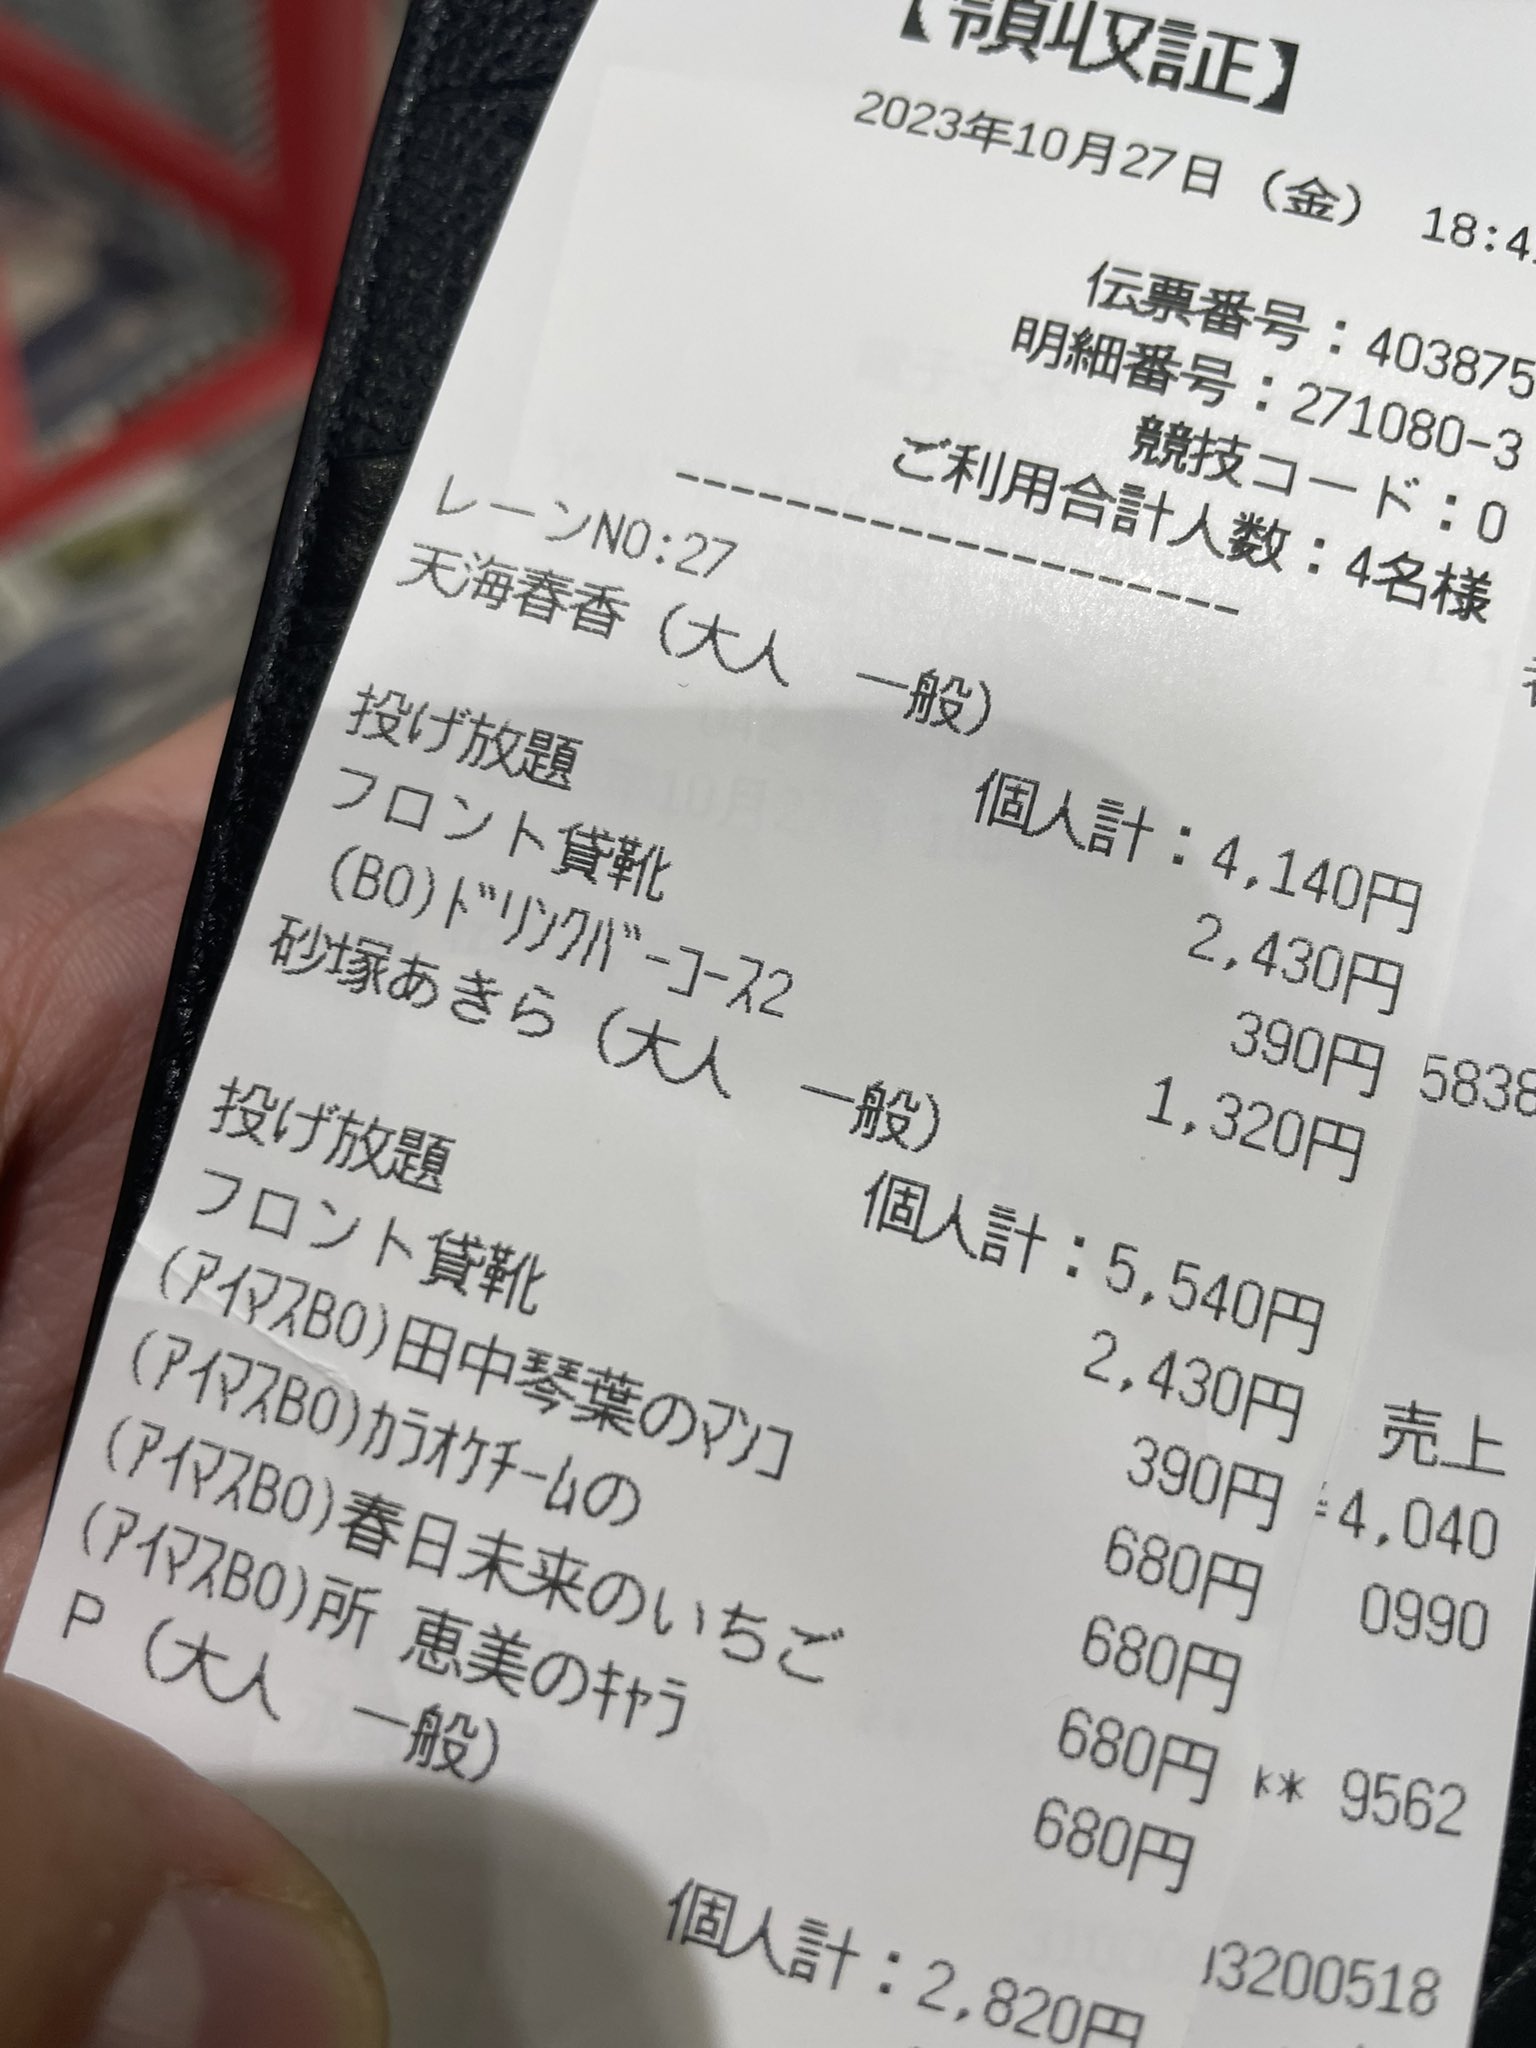 【領収証】
2023年10月27日（金） 18:4
伝票番号：403875
明細番号：271080-3
競技コード：0
ご利用合計人数：4名様
--------------------
レーンNO:27
天海春香（大人　一般）
個人計：4,140円
投げ放題 2,430円
フロント貸靴 390円
(BO)ﾄﾞﾘﾝｸﾊﾞｰｺｰｽ2 1,320円
砂塚あきら（大人　一般）
個人計：5,540円
投げ放題 2,430円
フロント貸靴 390円
(ｱｲﾏｽBO)田中琴葉のﾏﾝｺ 680円
(ｱｲﾏｽBO)ｶﾗｵｹﾁｰﾑの 680円
(ｱｲﾏｽBO)春日未来のいちご 680円
(ｱｲﾏｽBO)所 恵美のｷｬﾗ 680円
P（大人　一般）
個人計：2,820円
5838
売上
4,040
0990
* 9562
3200518